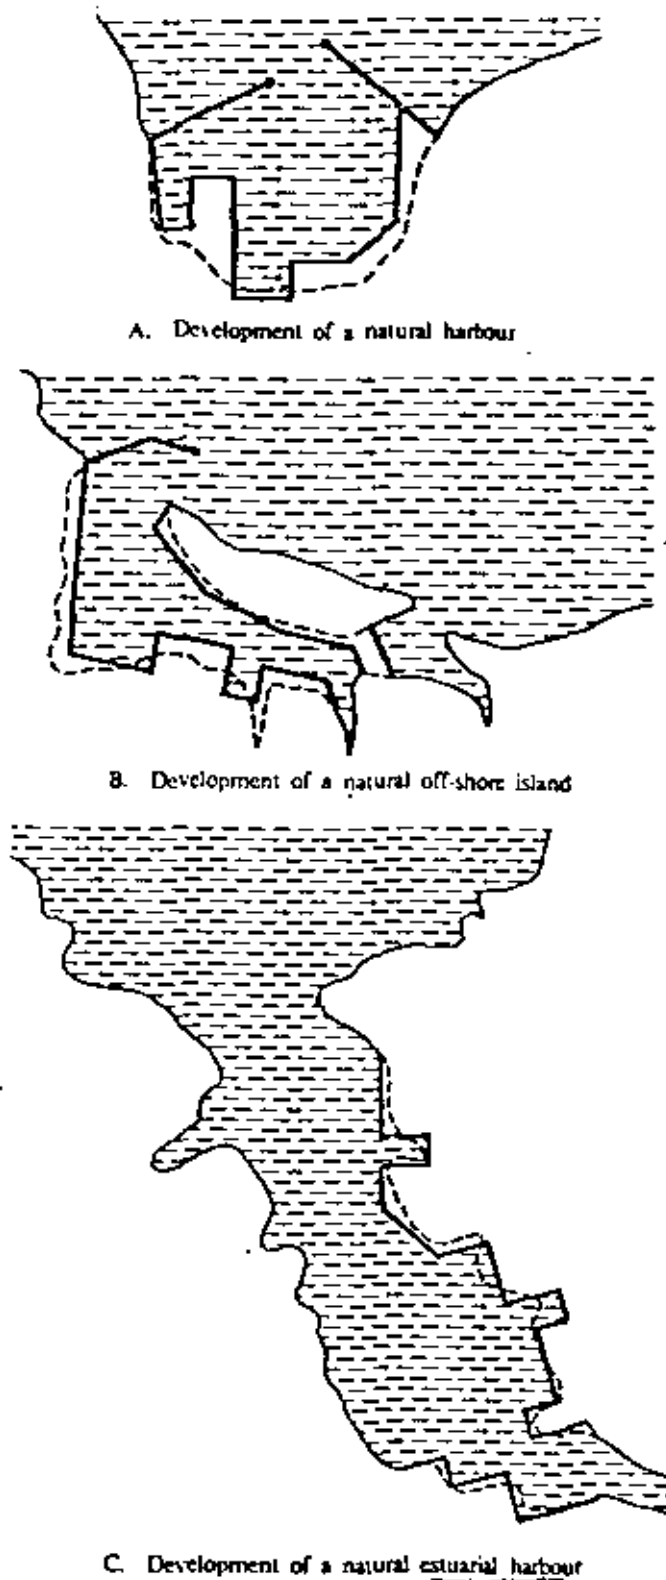 A. Development of a natural harbour
B. Development of a natural off-shore island
C. Development of a natural estuarial harbour